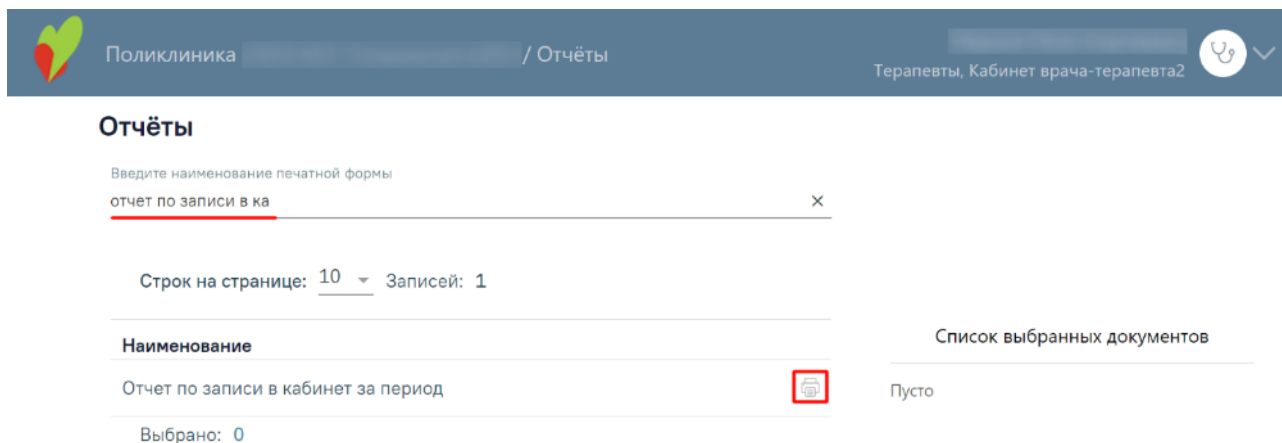 Поликлиника / Отчёты
Терапевты, Кабинет врача-терапевта2
Отчёты
Введите наименование печатной формы
отчет по записи в ка
Строк на странице: 10 Записей: 1
Наименование
Отчет по записи в кабинет за период
Выбрано: 0
Список выбранных документов
Пусто